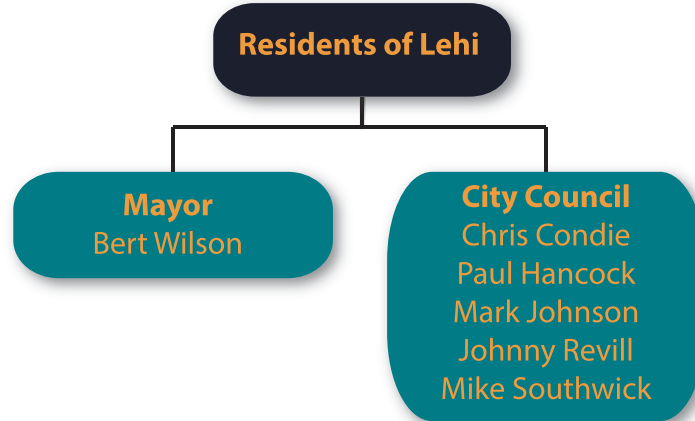 Residents of Lehi
Mayor
Bert Wilson
City Council
Chris Condie
Paul Hancock
Mark Johnson
Johnny Revill
Mike Southwick